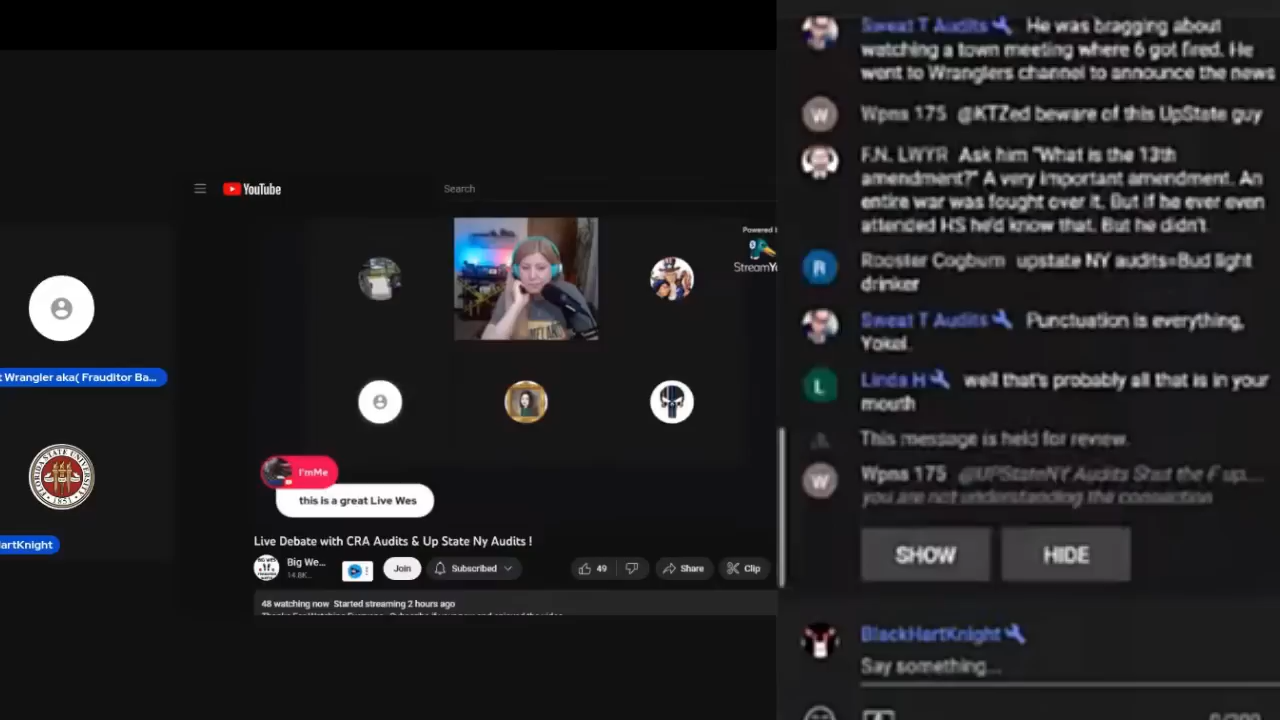 Sweat T Audits He was bragging about
watching a town meeting where 6 got fired. He
went to Wranglers channel to announce the news
Wpns 175 @KTZed beware of this UpState guy
F.N. LWYR Ask him "What is the 13th
amendment?" A very important amendment. An
entire war was fought over it. But if he ever even
attended HS he'd know that. But he didn't
Rooster Cogburn upstate NY audits=Bud light
drinker
Sweat T Audits Punctuation is everything,
Yokel.
Linda H well that's probably all that is in your
mouth
This message is held for review.
Wpns 175 @UPStateNY Audits Shut the F up...
you are not understanding the connection
SHOW HIDE
BlackHartKnight
Say something...
YouTube
Search
Powered b
StreamYa
t Wrangler aka( Frauditor Ba...
FLORIDA STATE UNIVERSITY
1851
HartKnight
I'mMe
this is a great Live Wes
Live Debate with CRA Audits & Up State Ny Audits !
Big We...
14.8K...
Join
Subscribed
49
Share
Clip
48 watching now Started streaming 2 hours ago